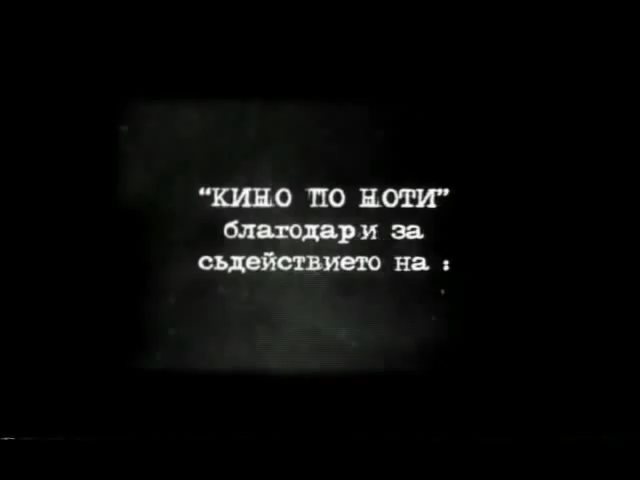 “КИНО ПО НОТИ”
благодари за
съдействието на :